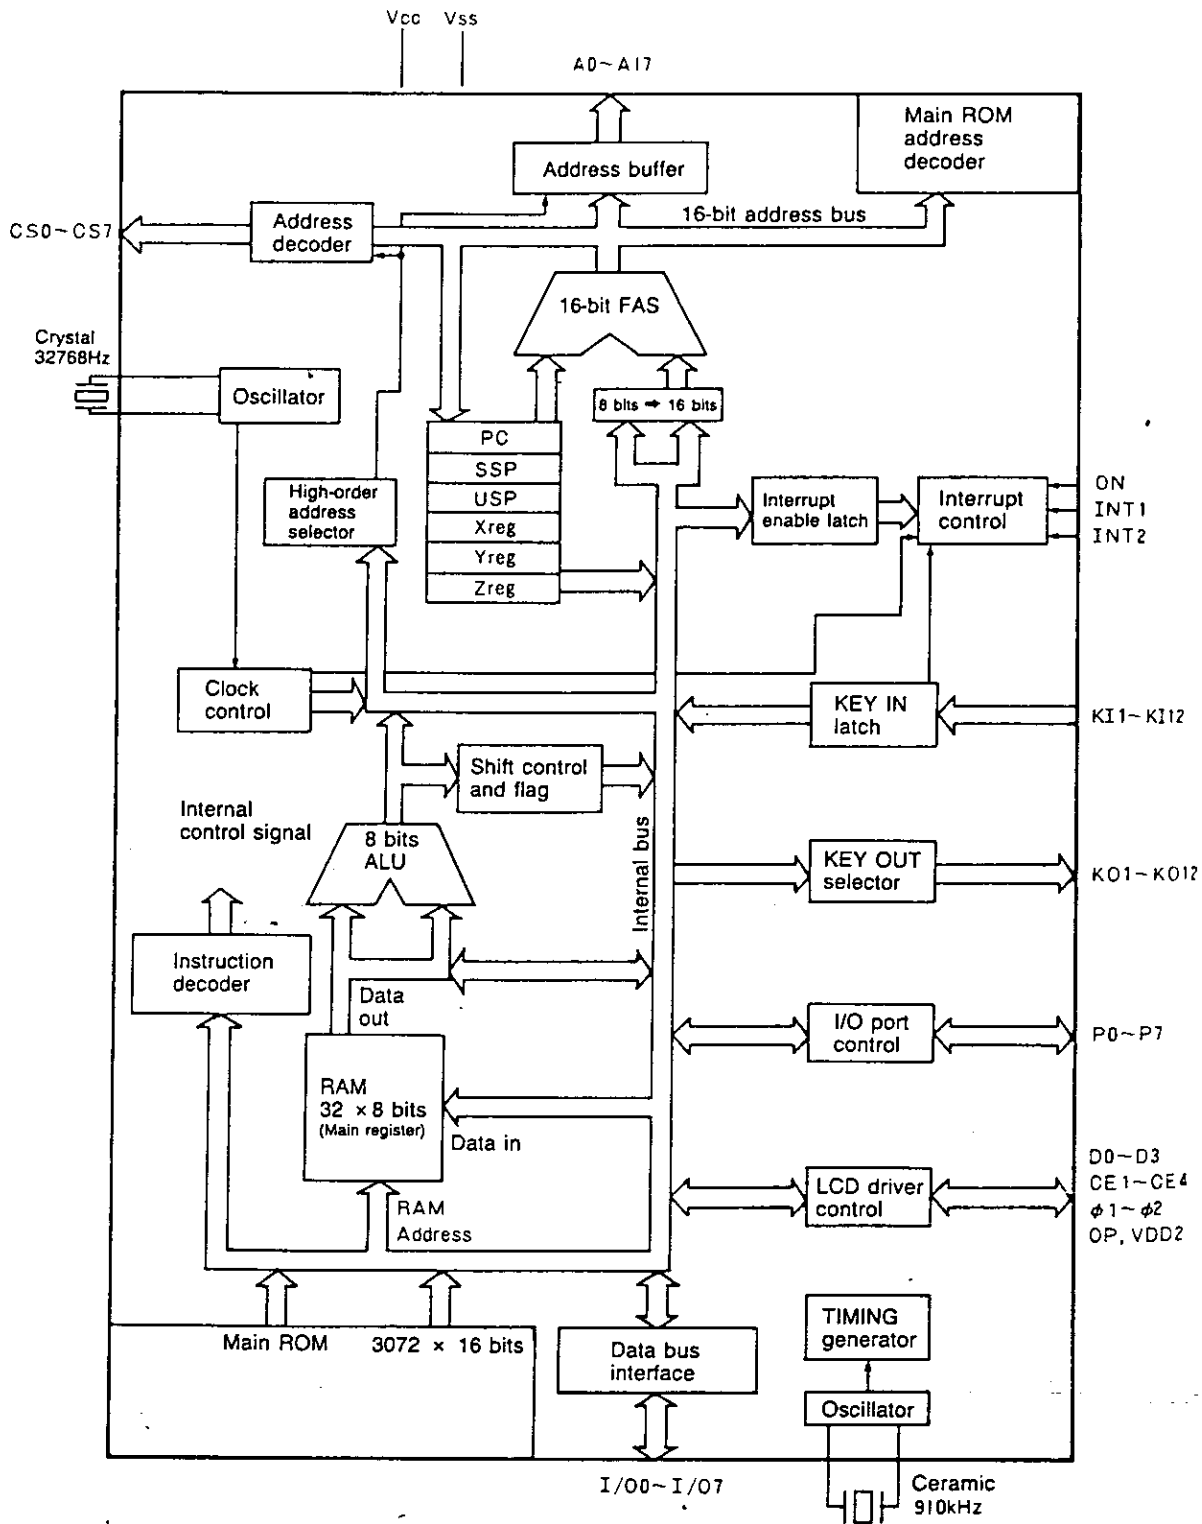 Vcc
Vss
A0~A17
Main ROM
address
decoder
Address buffer
16-bit address bus
CS0~CS7
Address
decoder
16-bit FAS
Crystal
32768Hz
Oscillator
8 bits → 16 bits
PC
SSP
USP
Xreg
Yreg
Zreg
High-order
address
selector
Interrupt
enable latch
Interrupt
control
ON
INT1
INT2
Clock
control
KEY IN
latch
KI1~KI12
Shift control
and flag
Internal
control signal
8 bits
ALU
Internal bus
KEY OUT
selector
KO1~KO12
Instruction
decoder
Data
out
I/O port
control
P0~P7
RAM
32 × 8 bits
(Main register)
Data in
RAM
Address
LCD driver
control
D0~D3
CE1~CE4
ϕ1~ϕ2
OP, VDD2
Main ROM 3072 × 16 bits
Data bus
interface
TIMING
generator
Oscillator
I/O0~I/O7
Ceramic
910kHz